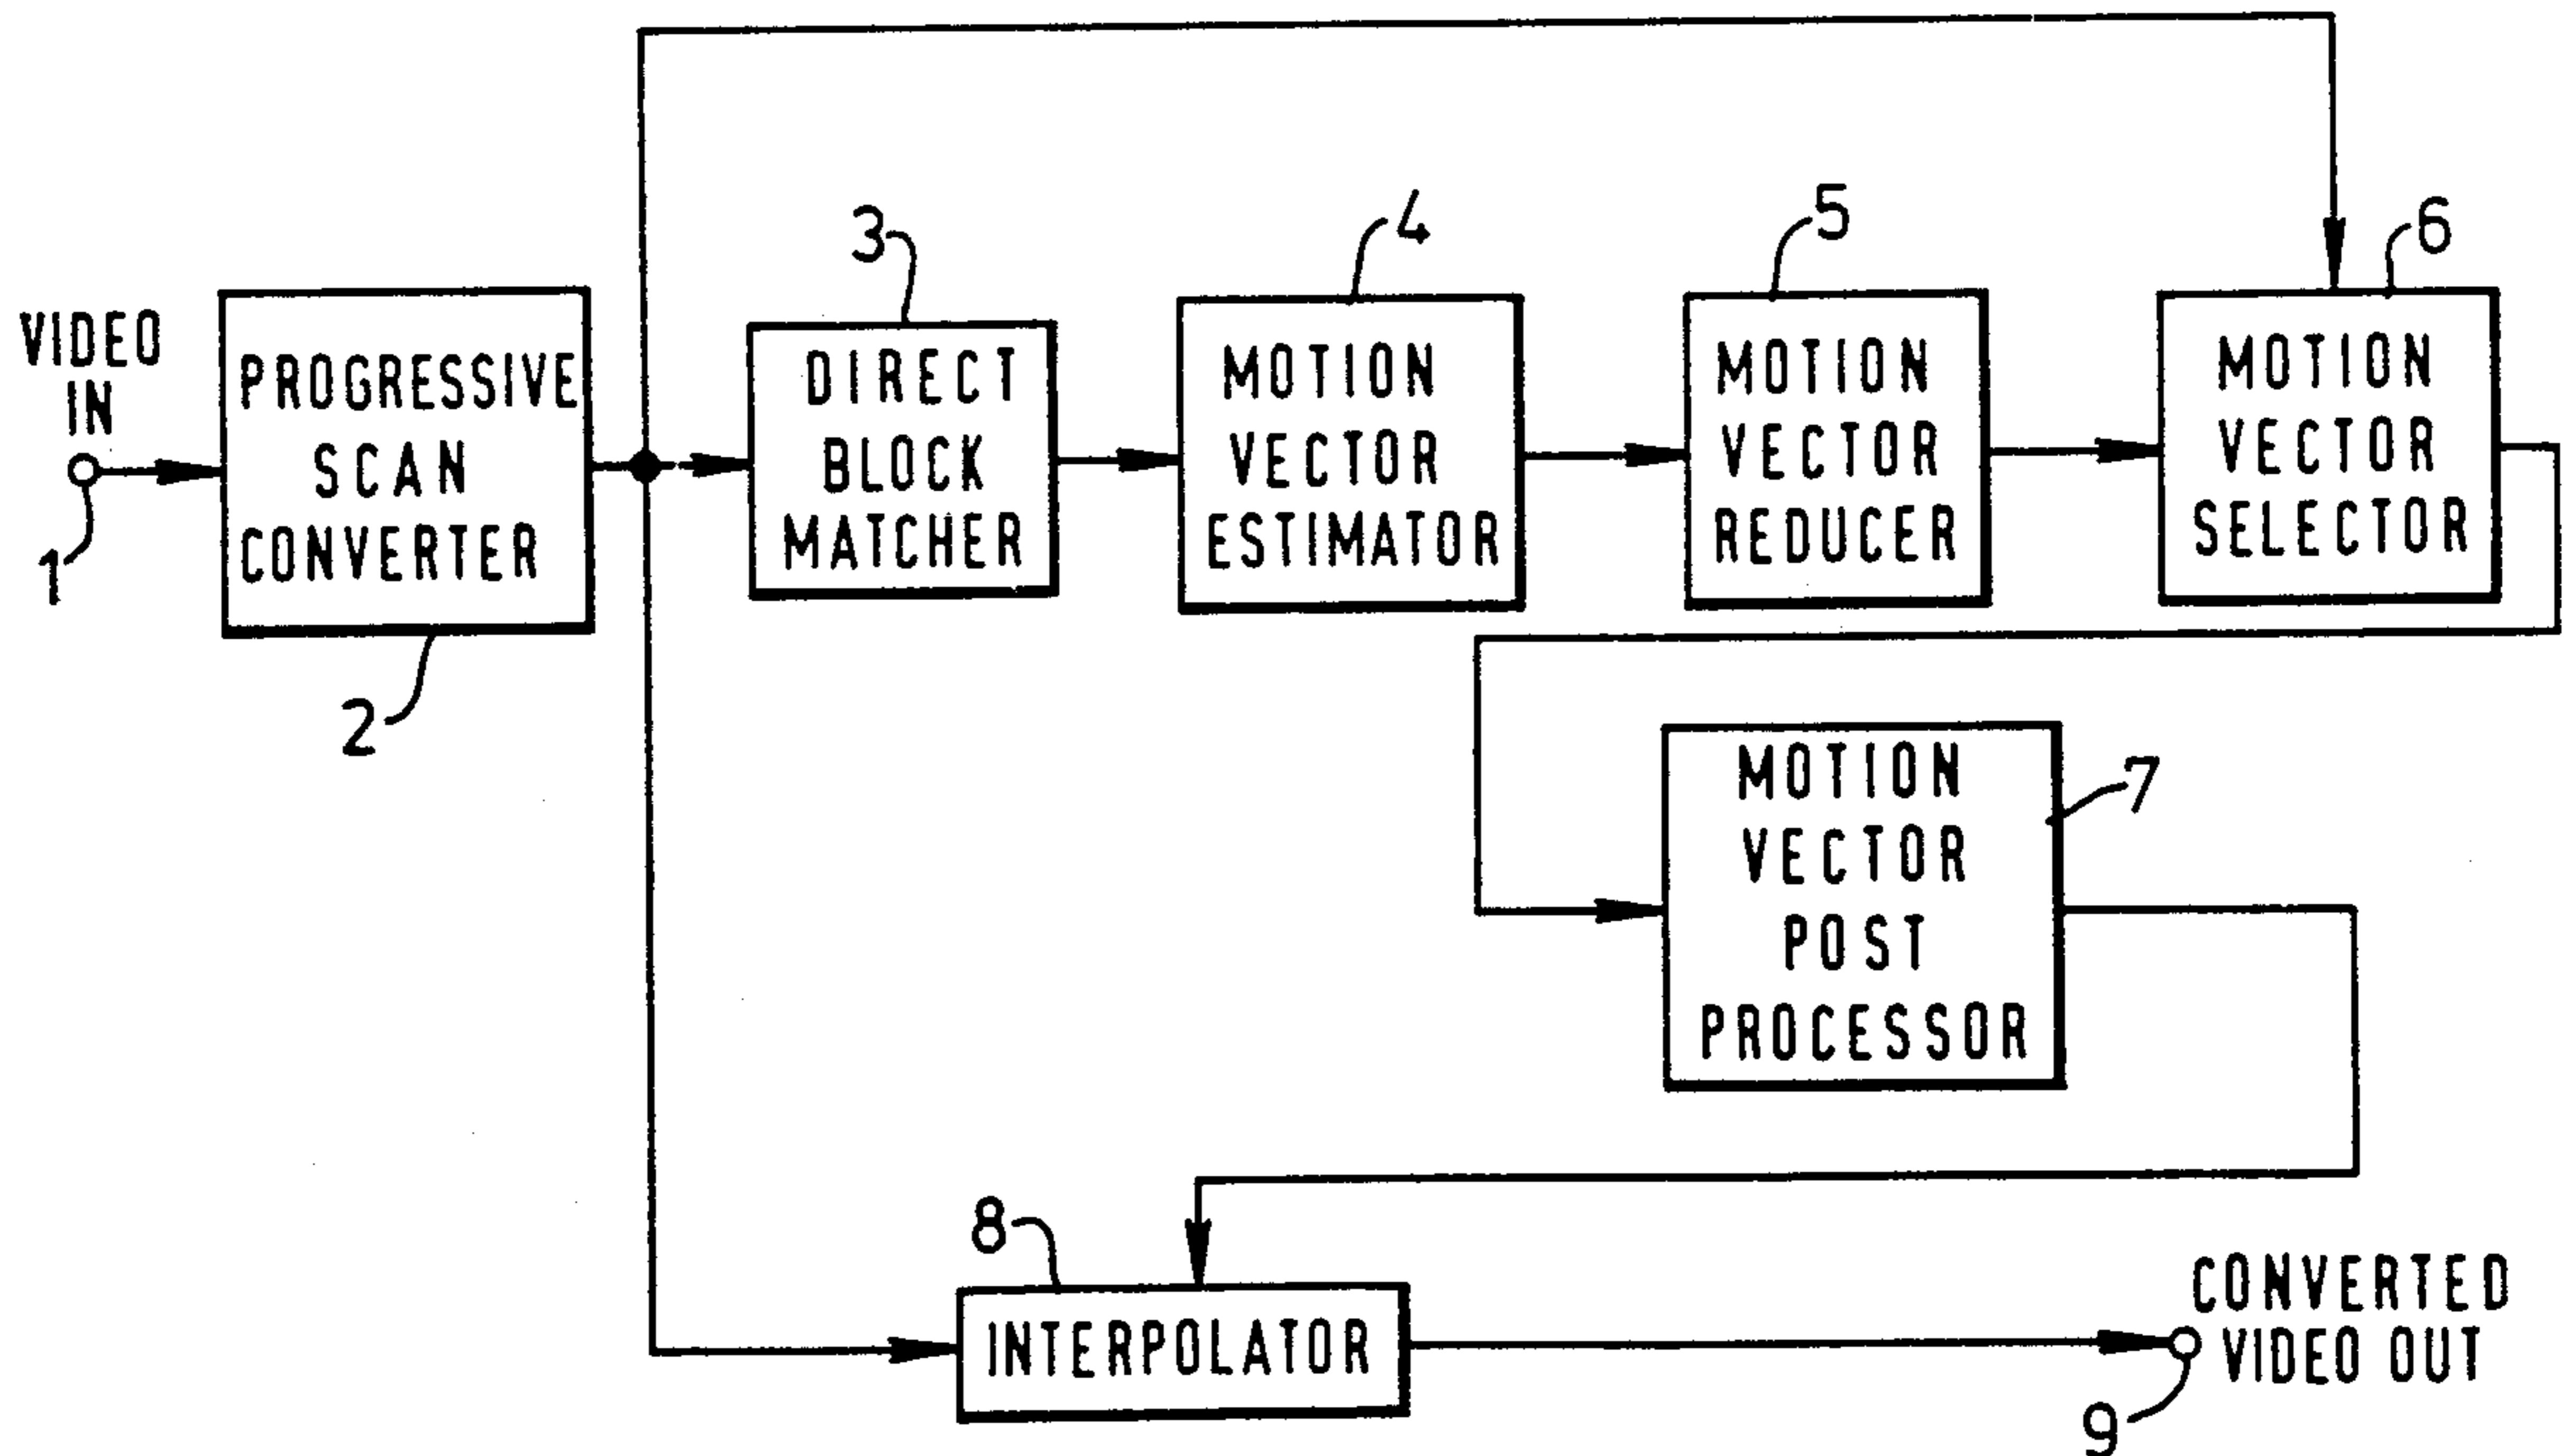 VIDEO
IN
1
PROGRESSIVE
SCAN
CONVERTER
2
3
DIRECT
BLOCK
MATCHER
4
MOTION
VECTOR
ESTIMATOR
5
MOTION
VECTOR
REDUCER
6
MOTION
VECTOR
SELECTOR
7
MOTION
VECTOR
POST
PROCESSOR
8
INTERPOLATOR
CONVERTED
VIDEO OUT
9